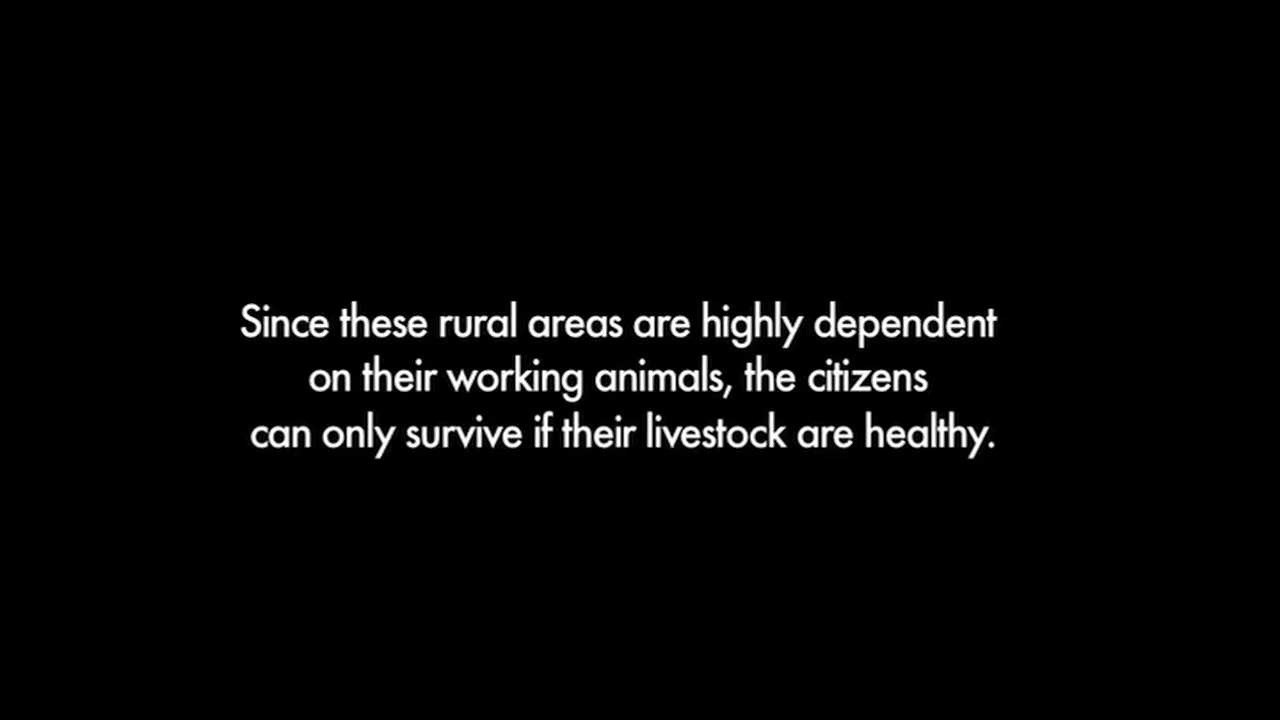 Since these rural areas are highly dependent
on their working animals, the citizens
can only survive if their livestock are healthy.